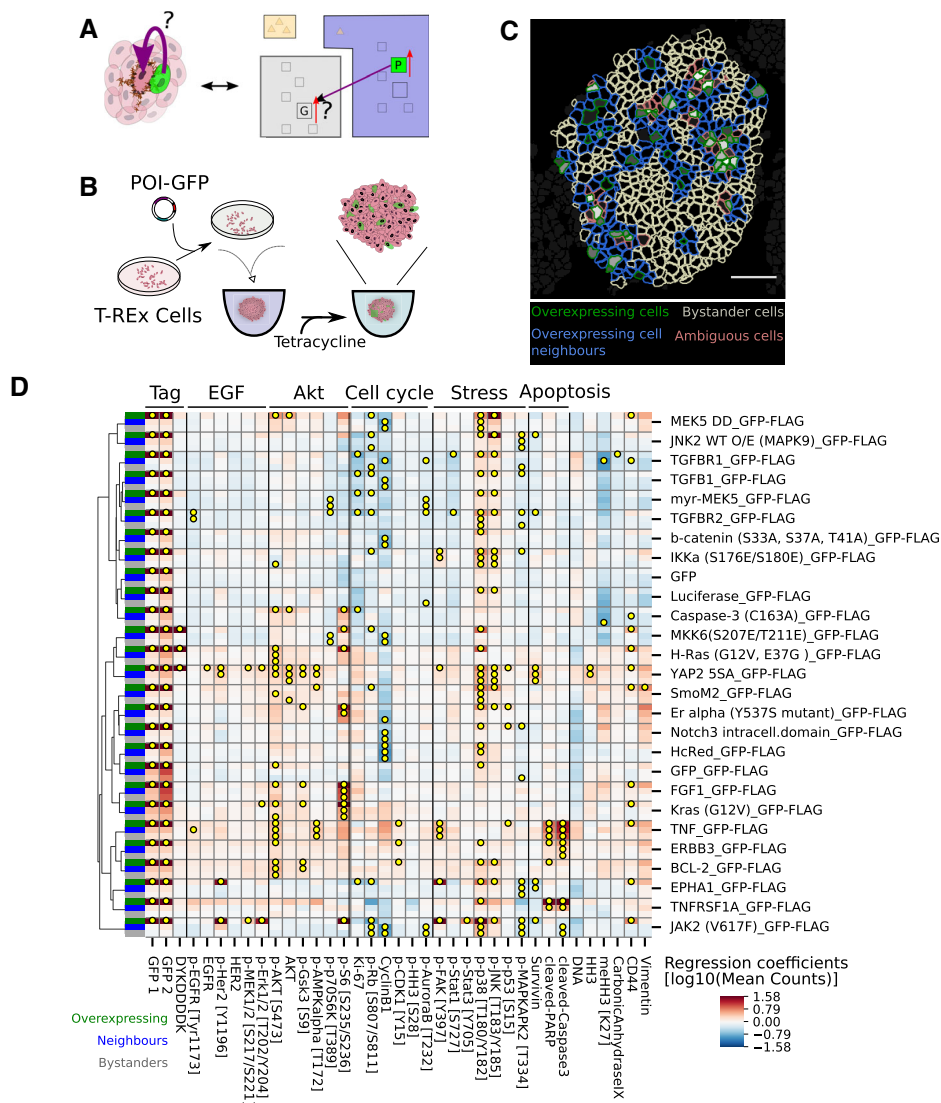 A
?
P
G
?
B
POI-GFP
T-REx Cells
Tetracycline
C
Overexpressing cells
Bystander cells
Overexpressing cell
neighbours
Ambiguous cells
D
Tag
EGF
Akt
Cell cycle
Stress
Apoptosis
MEK5 DD_GFP-FLAG
JNK2 WT O/E (MAPK9)_GFP-FLAG
TGFBR1_GFP-FLAG
TGFB1_GFP-FLAG
myr-MEK5_GFP-FLAG
TGFBR2_GFP-FLAG
b-catenin (S33A, S37A, T41A)_GFP-FLAG
IKKa (S176E/S180E)_GFP-FLAG
GFP
Luciferase_GFP-FLAG
Caspase-3 (C163A)_GFP-FLAG
MKK6(S207E/T211E)_GFP-FLAG
H-Ras (G12V, E37G )_GFP-FLAG
YAP2 5SA_GFP-FLAG
SmoM2_GFP-FLAG
Er alpha (Y537S mutant)_GFP-FLAG
Notch3 intracell.domain_GFP-FLAG
HcRed_GFP-FLAG
GFP_GFP-FLAG
FGF1_GFP-FLAG
Kras (G12V)_GFP-FLAG
TNF_GFP-FLAG
ERBB3_GFP-FLAG
BCL-2_GFP-FLAG
EPHA1_GFP-FLAG
TNFRSF1A_GFP-FLAG
JAK2 (V617F)_GFP-FLAG
GFP 1
GFP 2
DYKDDDDK
p-EGFR [Tyr1173]
EGFR
p-Her2 [Y1196]
HER2
p-MEK1/2 [S217/S221]
p-Erk1/2 [T202/Y204]
p-AKT [S473]
AKT
p-Gsk3 [S9]
p-AMPKalpha [T172]
p-p70S6K [T389]
p-S6 [S235/S236]
Ki-67
p-Rb [S807/S811]
CyclinB1
p-CDK1 [Y15]
p-HH3 [S28]
p-AuroraB [T232]
p-FAK [Y397]
p-Stat1 [S727]
p-Stat3 [Y705]
p-p38 [T180/Y182]
p-JNK [T183/Y185]
p-p53 [S15]
p-MAPKAPK2 [T334]
Survivin
cleaved-PARP
cleaved-Caspase3
DNA
HH3
meHH3 [K27]
CarbonicAnhydraseIX
CD44
Vimentin
Overexpressing
Neighbours
Bystanders
Regression coefficients
[log10(Mean Counts)]
1.58
0.79
0.00
−0.79
−1.58